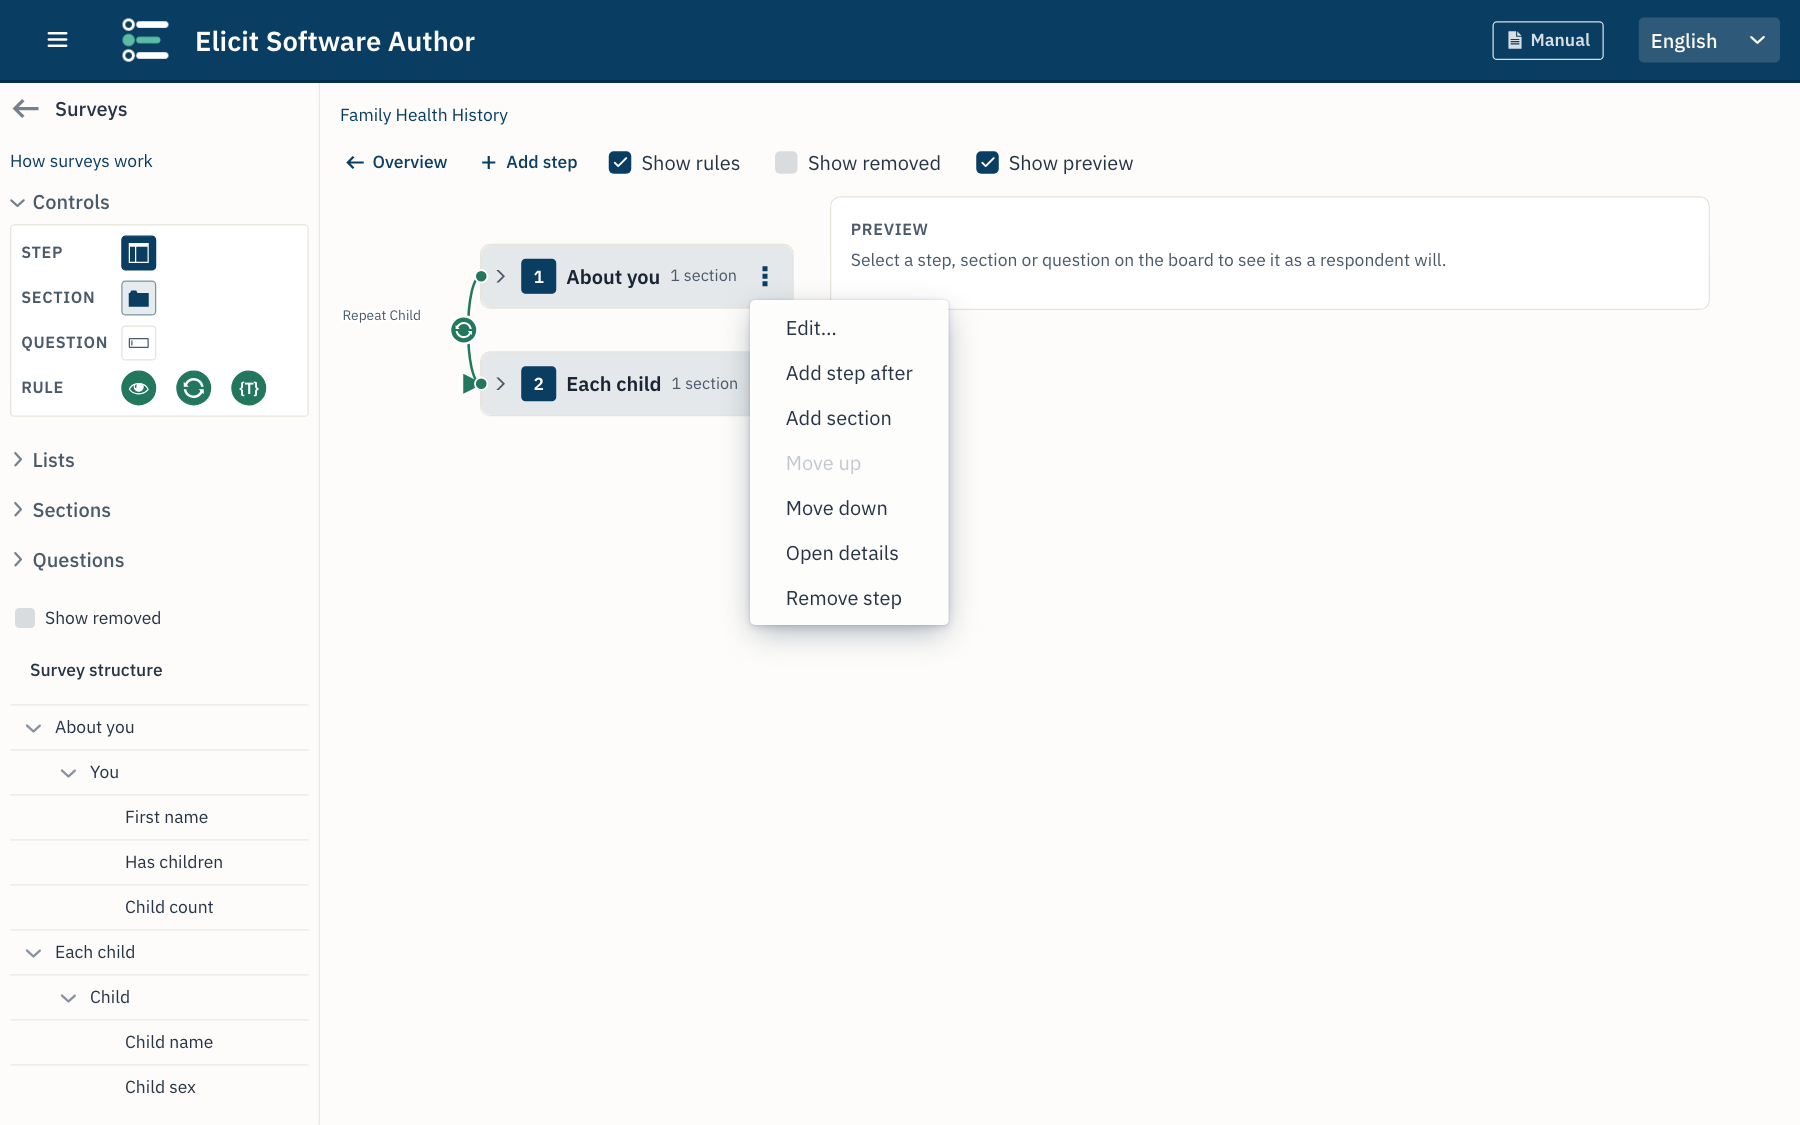 Elicit Software Author
Manual
English
Surveys
How surveys work
Controls
STEP
SECTION
QUESTION
RULE
{T}
Lists
Sections
Questions
Show removed
Survey structure
About you
You
First name
Has children
Child count
Each child
Child
Child name
Child sex
Family Health History
Overview
Add step
Show rules
Show removed
Show preview
1 About you 1 section
Repeat Child
2 Each child 1 section
Edit...
Add step after
Add section
Move up
Move down
Open details
Remove step
PREVIEW
Select a step, section or question on the board to see it as a respondent will.